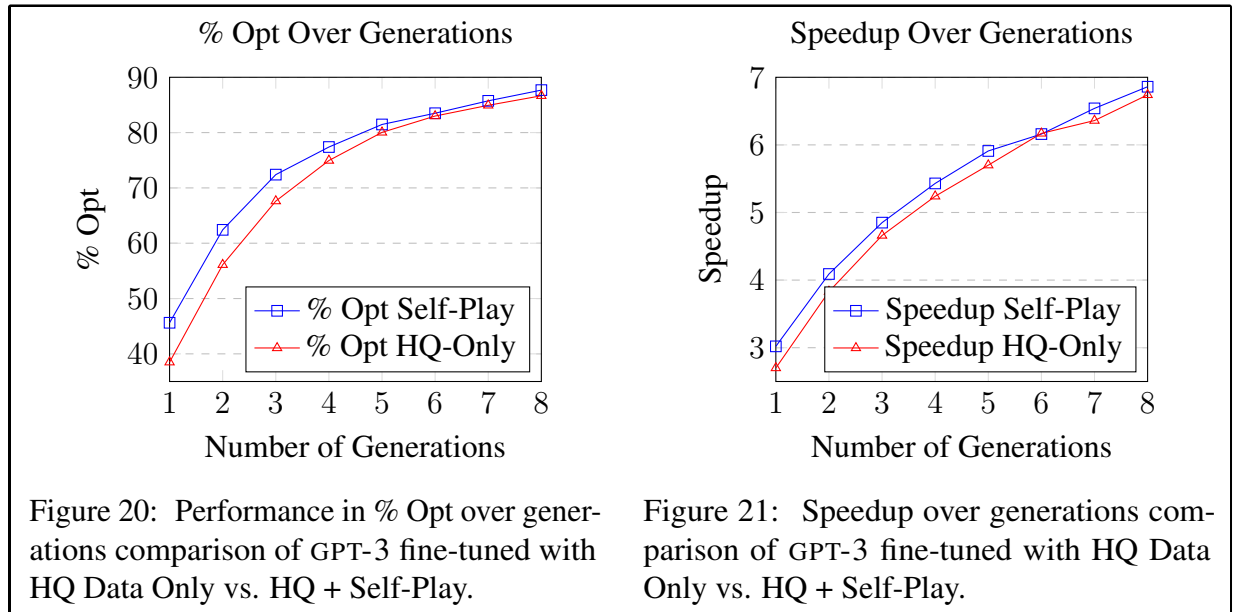 % Opt Over Generations
90
80
70
60
50
40
% Opt
% Opt Self-Play
% Opt HQ-Only
1 2 3 4 5 6 7 8
Number of Generations
Figure 20: Performance in % Opt over gener-
ations comparison of GPT-3 fine-tuned with
HQ Data Only vs. HQ + Self-Play.
Speedup Over Generations
7
6
5
4
3
Speedup
Speedup Self-Play
Speedup HQ-Only
1 2 3 4 5 6 7 8
Number of Generations
Figure 21: Speedup over generations com-
parison of GPT-3 fine-tuned with HQ Data
Only vs. HQ + Self-Play.